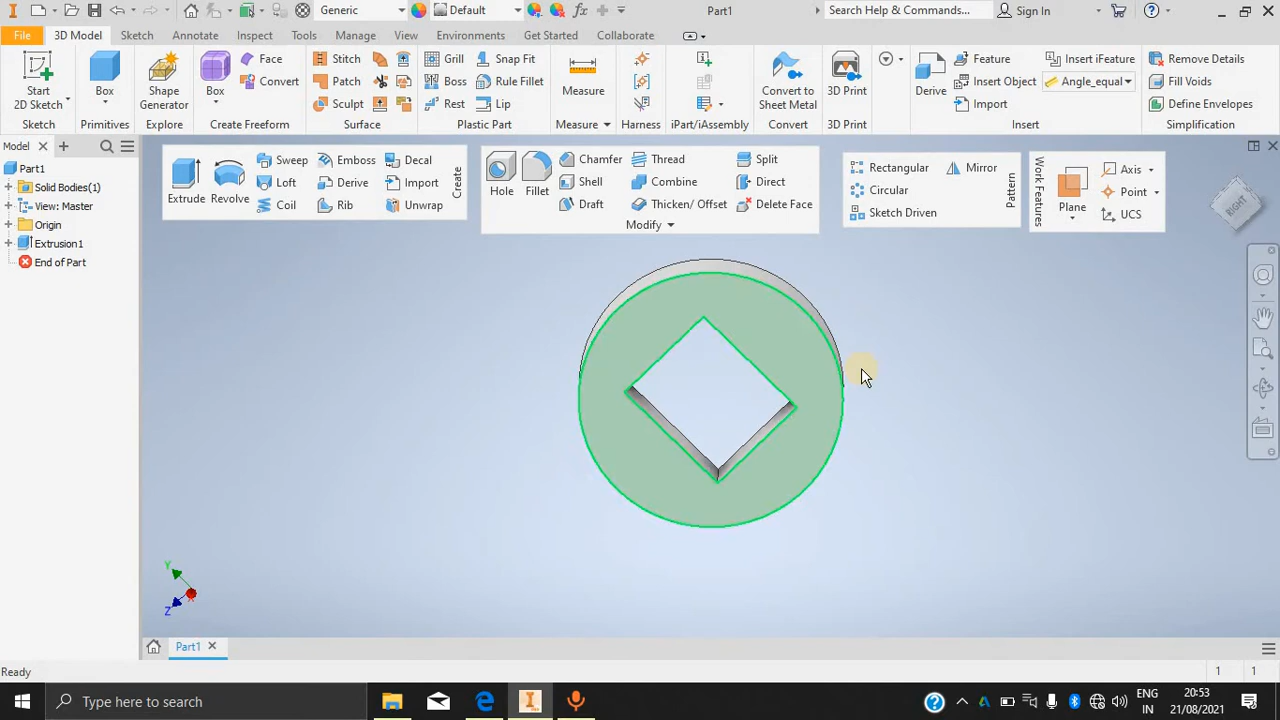 Generic
Default
Part1
Search Help & Commands...
Sign In
File
3D Model
Sketch
Annotate
Inspect
Tools
Manage
View
Environments
Get Started
Collaborate
Start
2D Sketch
Sketch
Box
Primitives
Shape
Generator
Explore
Box
Face
Convert
Create Freeform
Stitch
Patch
Sculpt
Surface
Grill
Boss
Rest
Snap Fit
Rule Fillet
Lip
Plastic Part
Measure
Measure
Harness
iPart/iAssembly
Convert to
Sheet Metal
Convert
3D Print
3D Print
Derive
Feature
Insert Object
Import
Insert iFeature
Angle_equal
Insert
Remove Details
Fill Voids
Define Envelopes
Simplification
Model
Part1
Solid Bodies(1)
View: Master
Origin
Extrusion1
End of Part
Extrude
Revolve
Sweep
Loft
Coil
Emboss
Derive
Rib
Decal
Import
Unwrap
Create
Hole
Fillet
Chamfer
Shell
Draft
Thread
Combine
Thicken/ Offset
Split
Direct
Delete Face
Modify
Rectangular
Circular
Sketch Driven
Mirror
Pattern
Work Features
Plane
Axis
Point
UCS
RIGHT
Y
Z
X
Part1
Ready
1
1
Type here to search
ENG
IN
20:53
21/08/2021